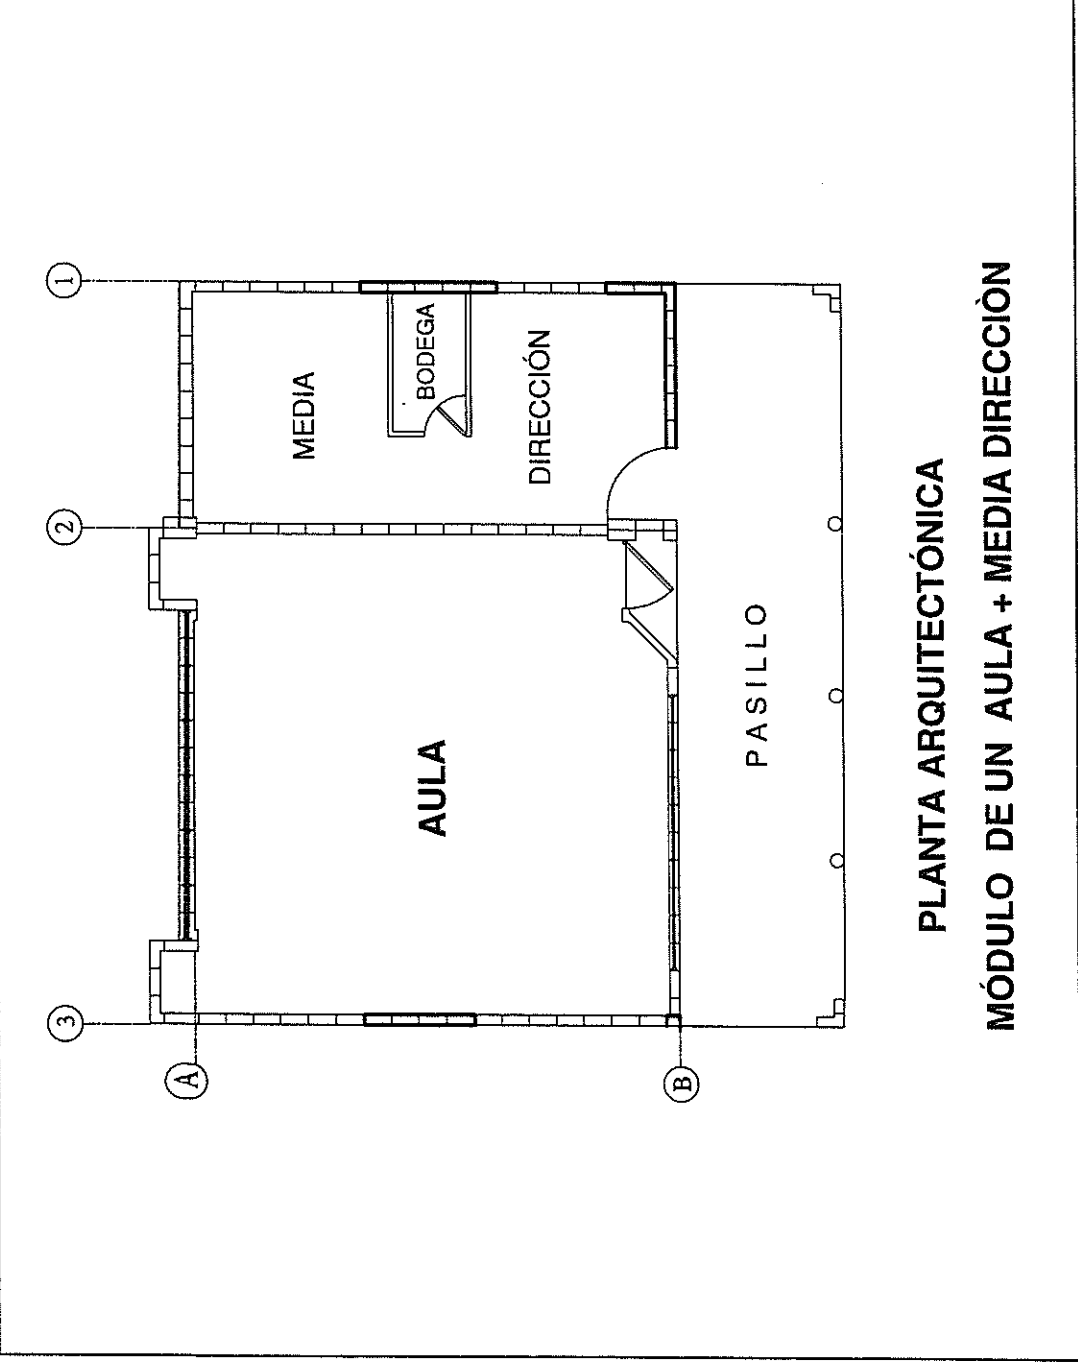 3
2
1
A
B
MEDIA
BODEGA
DIRECCIÓN
AULA
PASILLO
PLANTA ARQUITECTÓNICA
MÓDULO DE UN AULA + MEDIA DIRECCIÒN